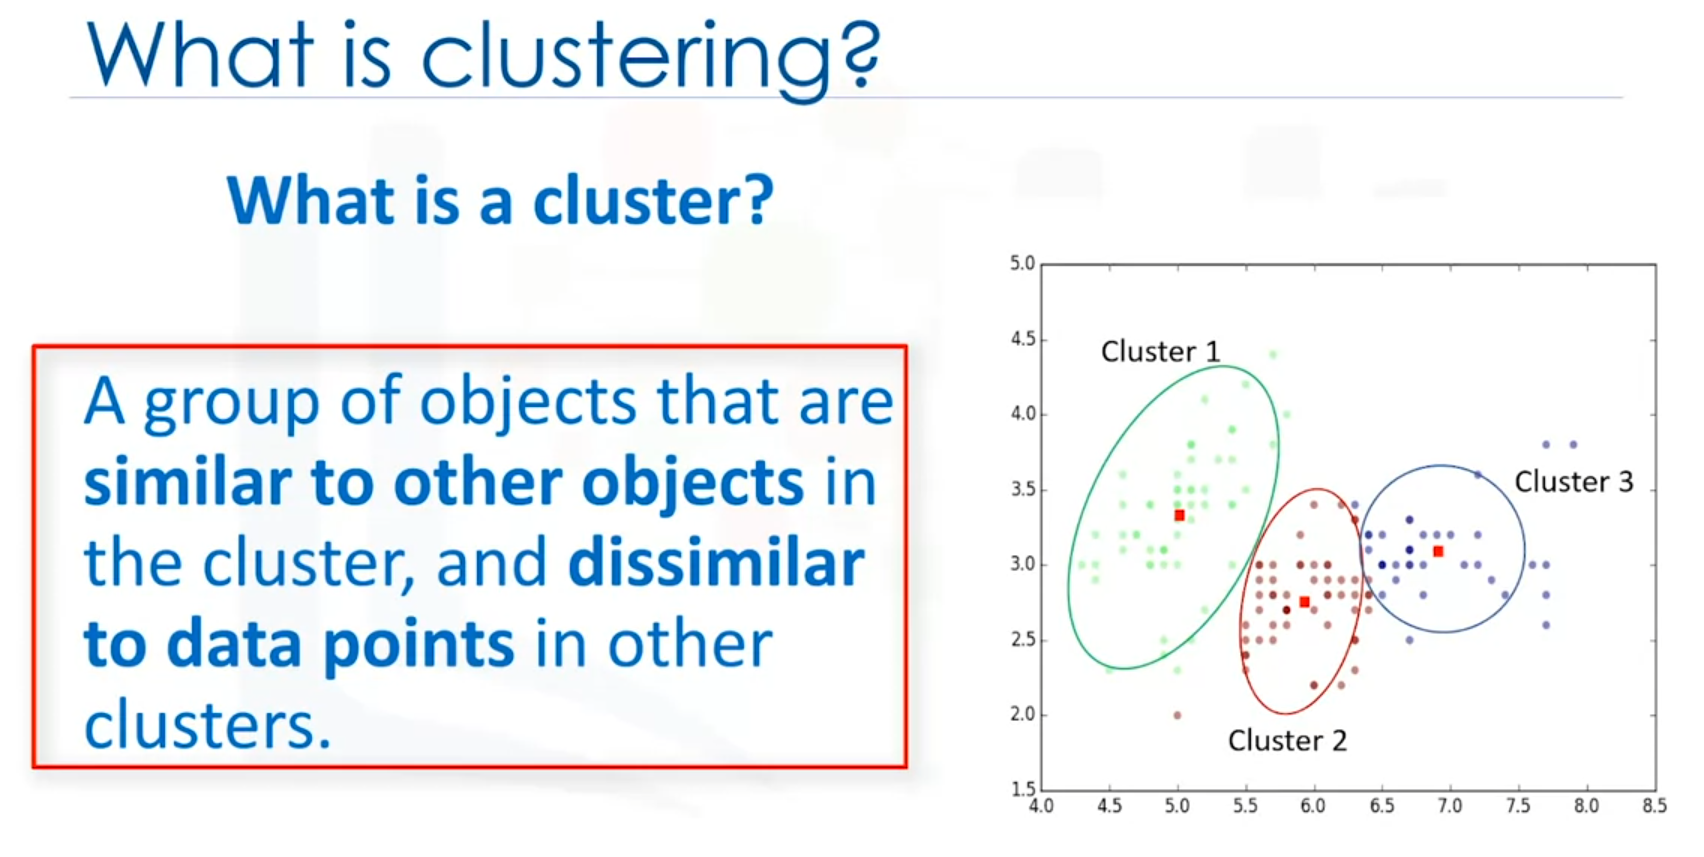 What is clustering?
What is a cluster?
A group of objects that are
similar to other objects in
the cluster, and dissimilar
to data points in other
clusters.
5.0
4.5
4.0
3.5
3.0
2.5
2.0
1.5
Cluster 1
Cluster 3
Cluster 2
4.0 4.5 5.0 5.5 6.0 6.5 7.0 7.5 8.0 8.5